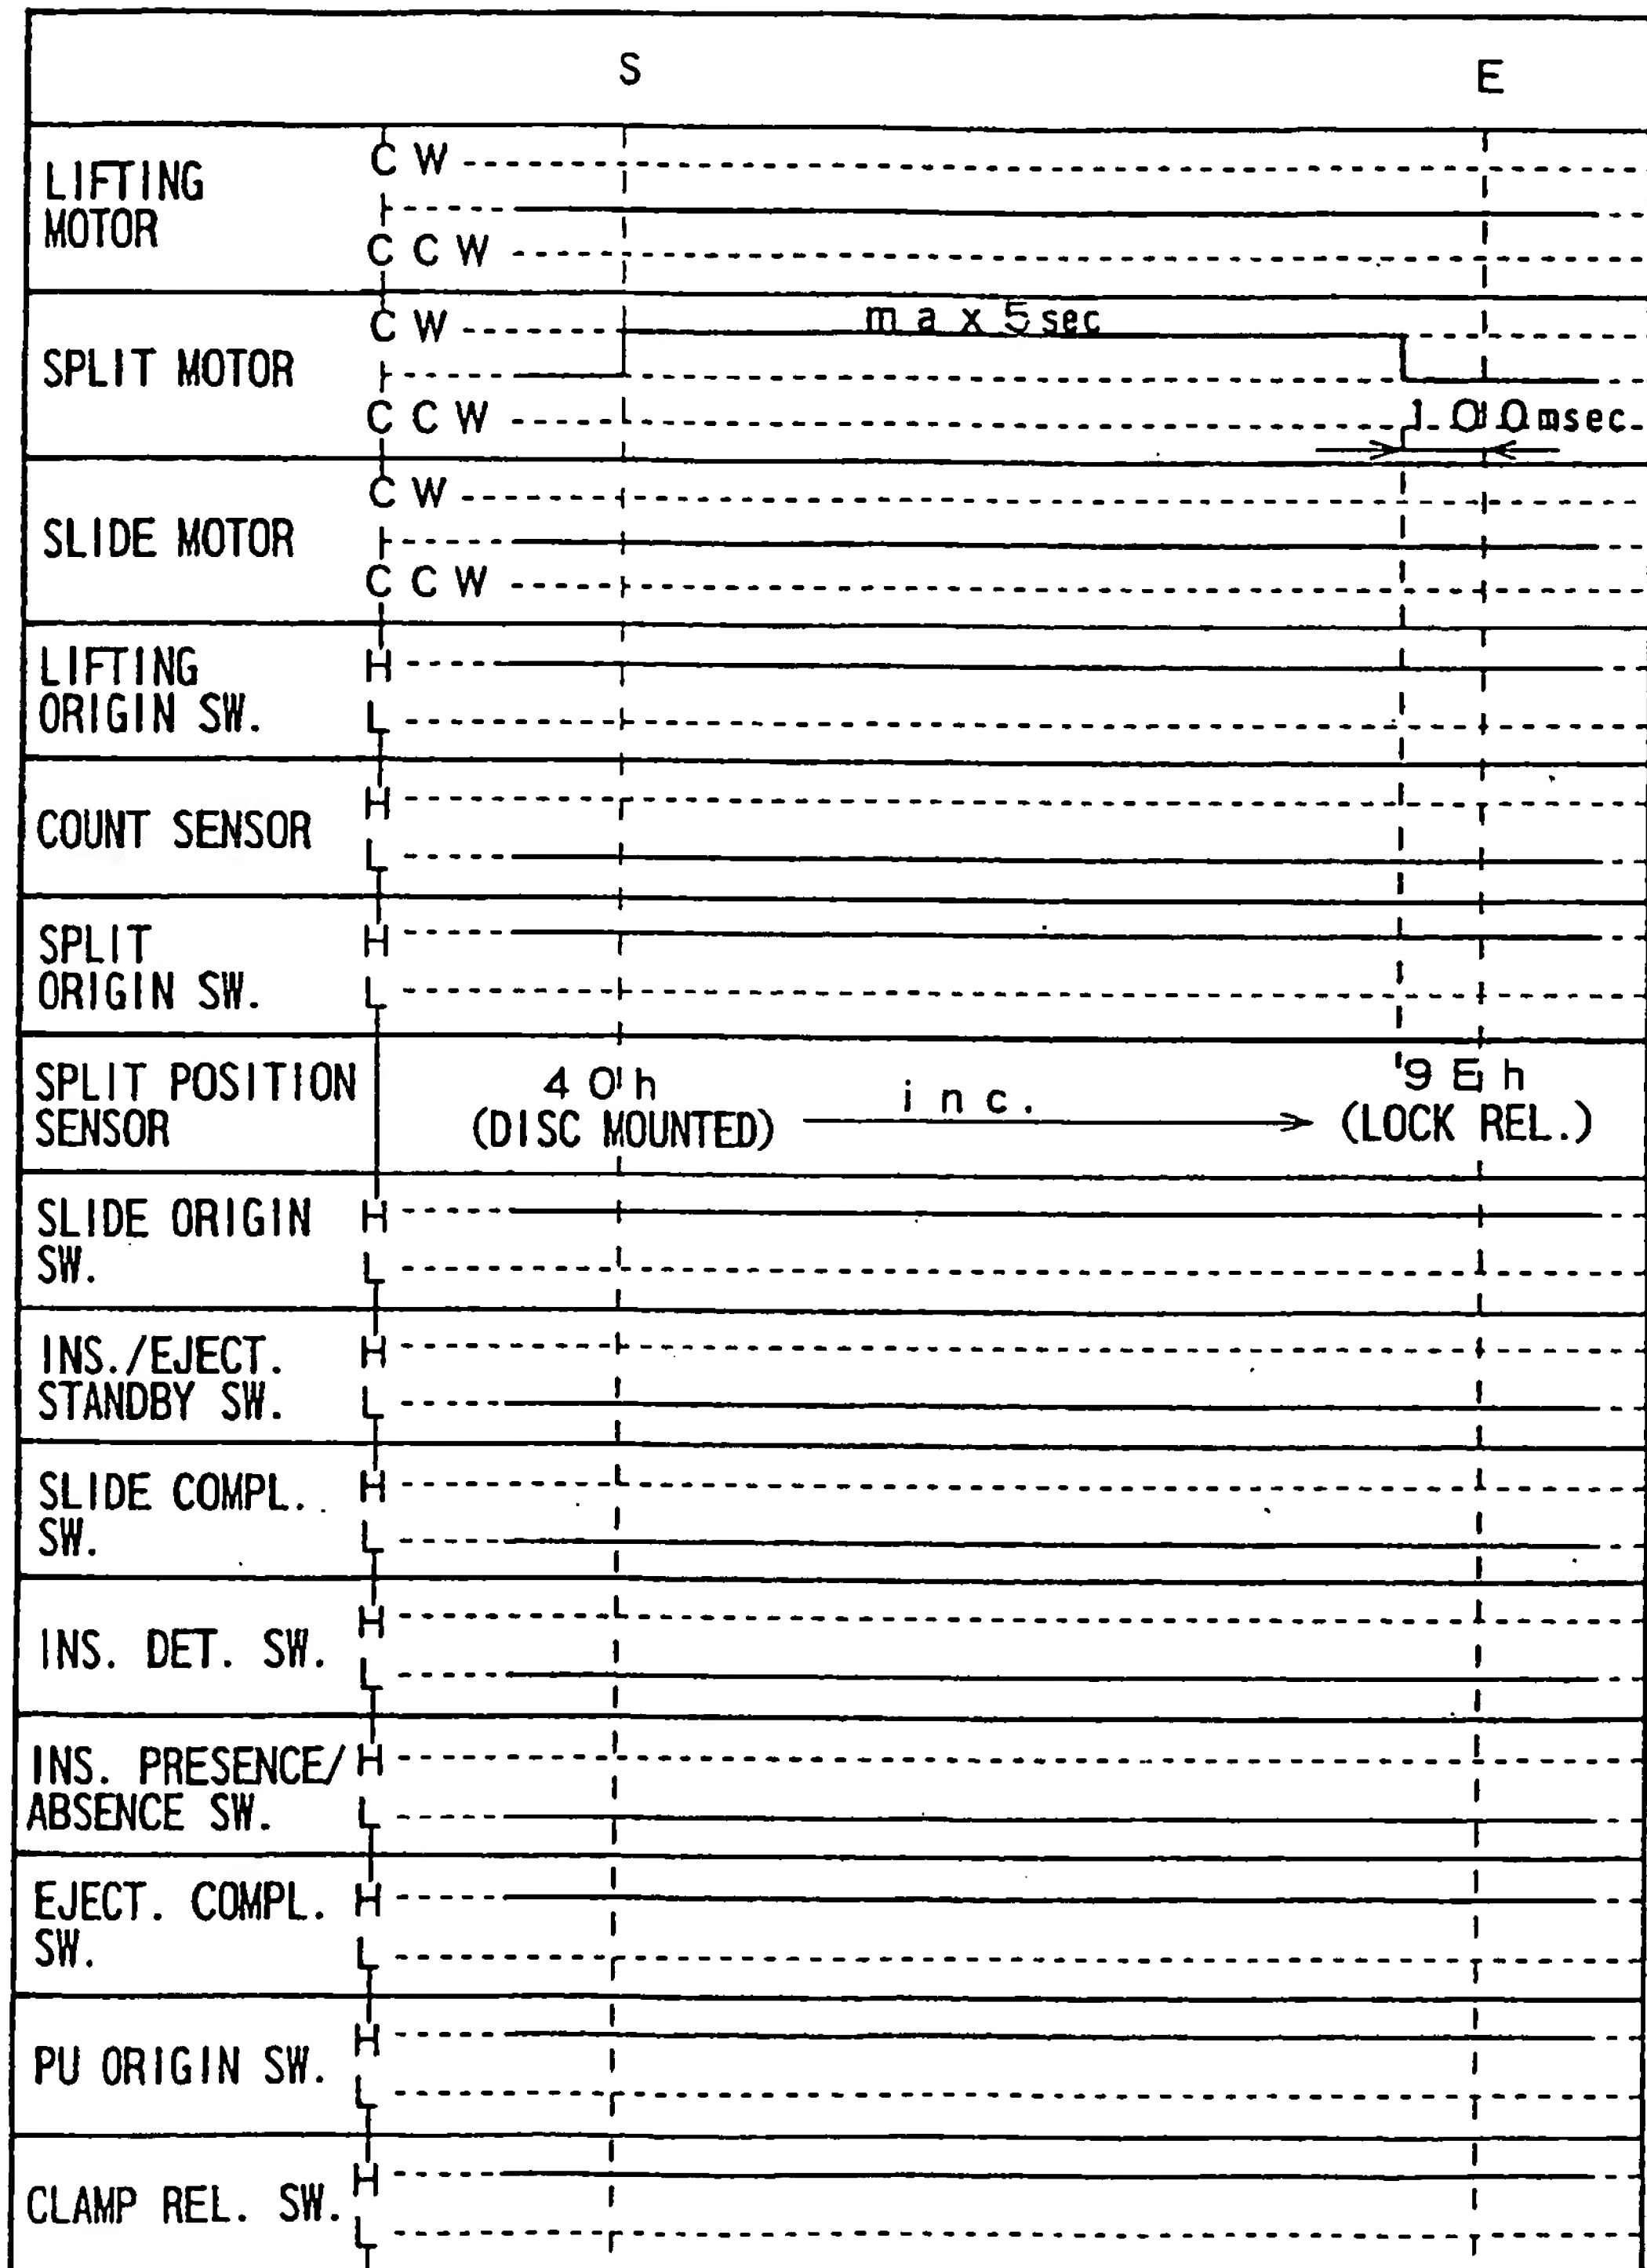 S E
LIFTING
MOTOR
CW
CCW
SPLIT MOTOR
CW
max 5sec
CCW
100msec
SLIDE MOTOR
CW
CCW
LIFTING
ORIGIN SW.
H
L
COUNT SENSOR
H
L
SPLIT
ORIGIN SW.
H
L
SPLIT POSITION
SENSOR
40h inc.
(DISC MOUNTED) (LOCK REL.)
SLIDE ORIGIN
SW.
H
L
INS./EJECT.
STANDBY SW.
H
L
SLIDE COMPL.
SW.
H
L
INS. DET. SW.
H
L
INS. PRESENCE/
ABSENCE SW.
H
L
EJECT. COMPL.
SW.
H
L
PU ORIGIN SW.
H
L
CLAMP REL. SW.
H
L